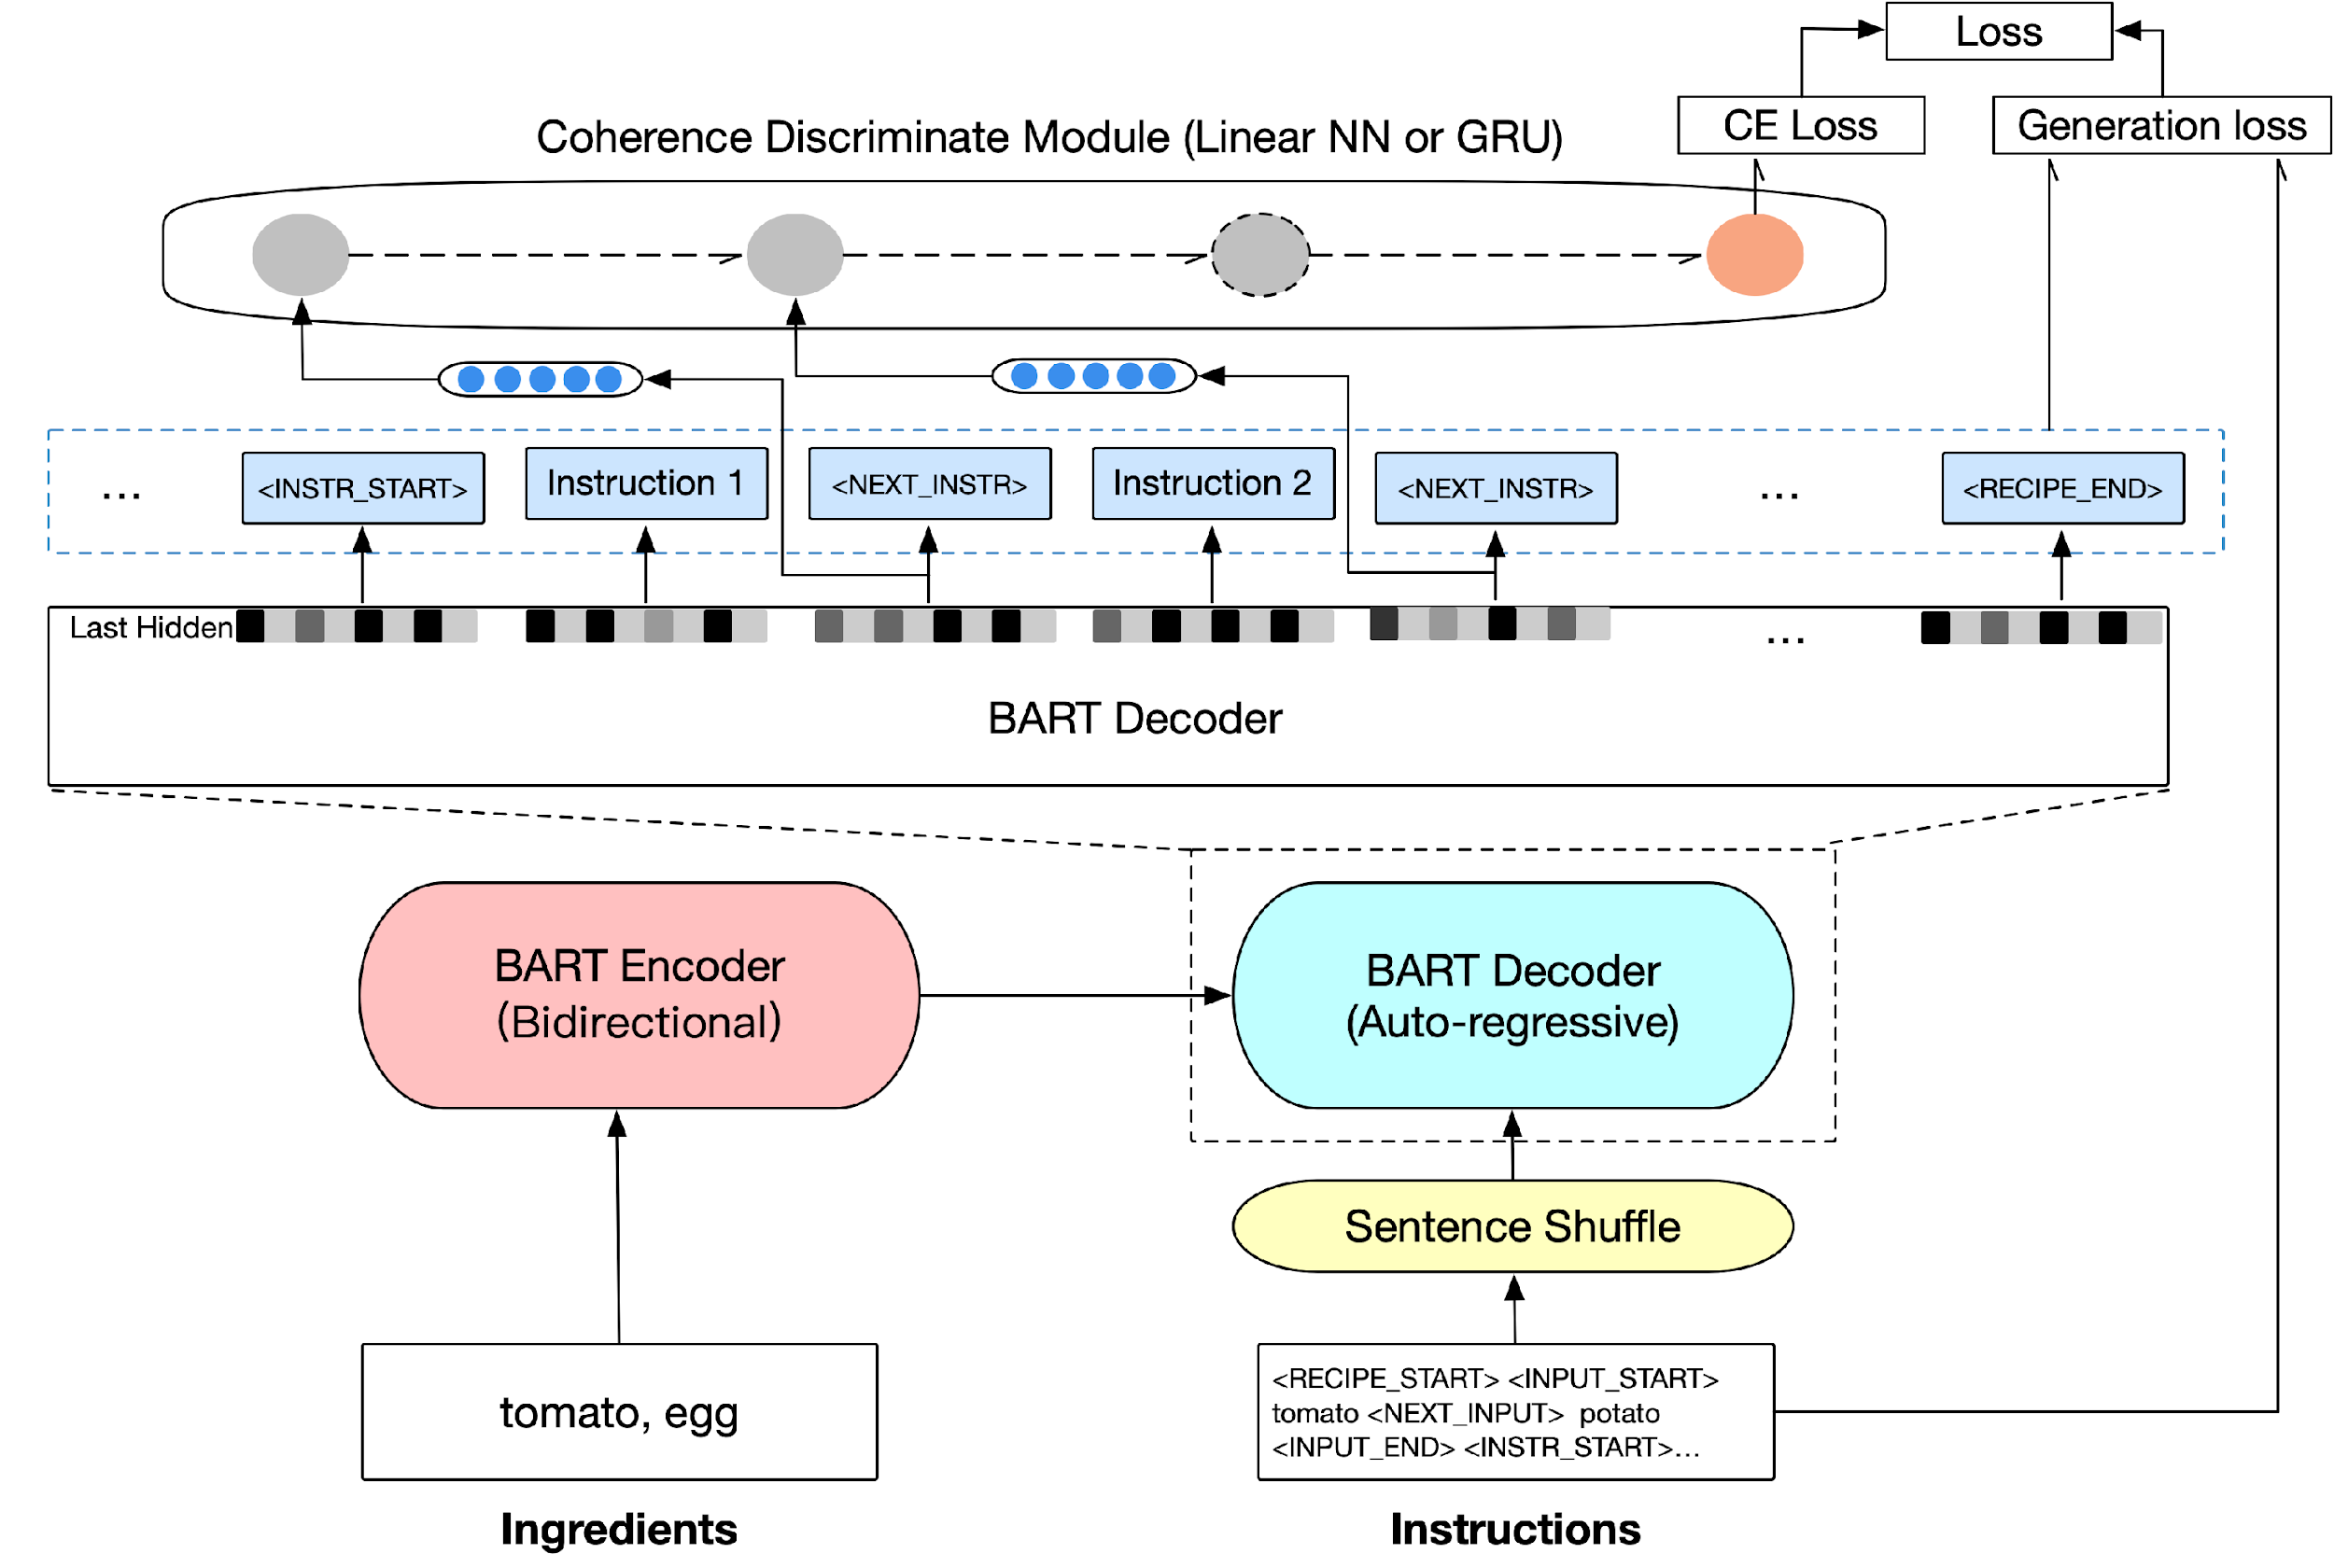 Loss
CE Loss
Generation loss
Coherence Discriminate Module (Linear NN or GRU)
...
<INSTR_START>
Instruction 1
<NEXT_INSTR>
Instruction 2
<NEXT_INSTR>
...
<RECIPE_END>
Last Hidden
...
BART Decoder
BART Encoder
(Bidirectional)
BART Decoder
(Auto-regressive)
Sentence Shuffle
tomato, egg
<RECIPE_START> <INPUT_START>
tomato <NEXT_INPUT> potato
<INPUT_END> <INSTR_START>...
Ingredients
Instructions